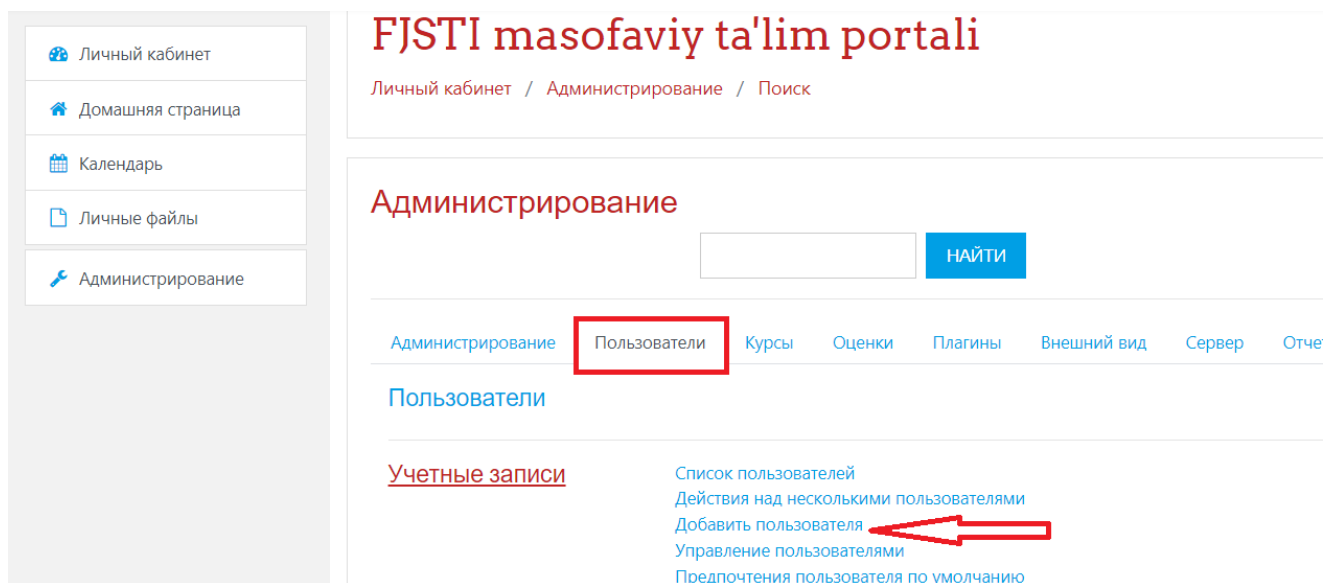 FJSTI masofaviy ta'lim portali
Личный кабинет / Администрирование / Поиск
Личный кабинет
Домашняя страница
Календарь
Личные файлы
Администрирование
Администрирование
НАЙТИ
Администрирование Пользователи Курсы Оценки Плагины Внешний вид Сервер Отче
Пользователи
Учетные записи
Список пользователей
Действия над несколькими пользователями
Добавить пользователя
Управление пользователями
Предпочтения пользователя по умолчанию